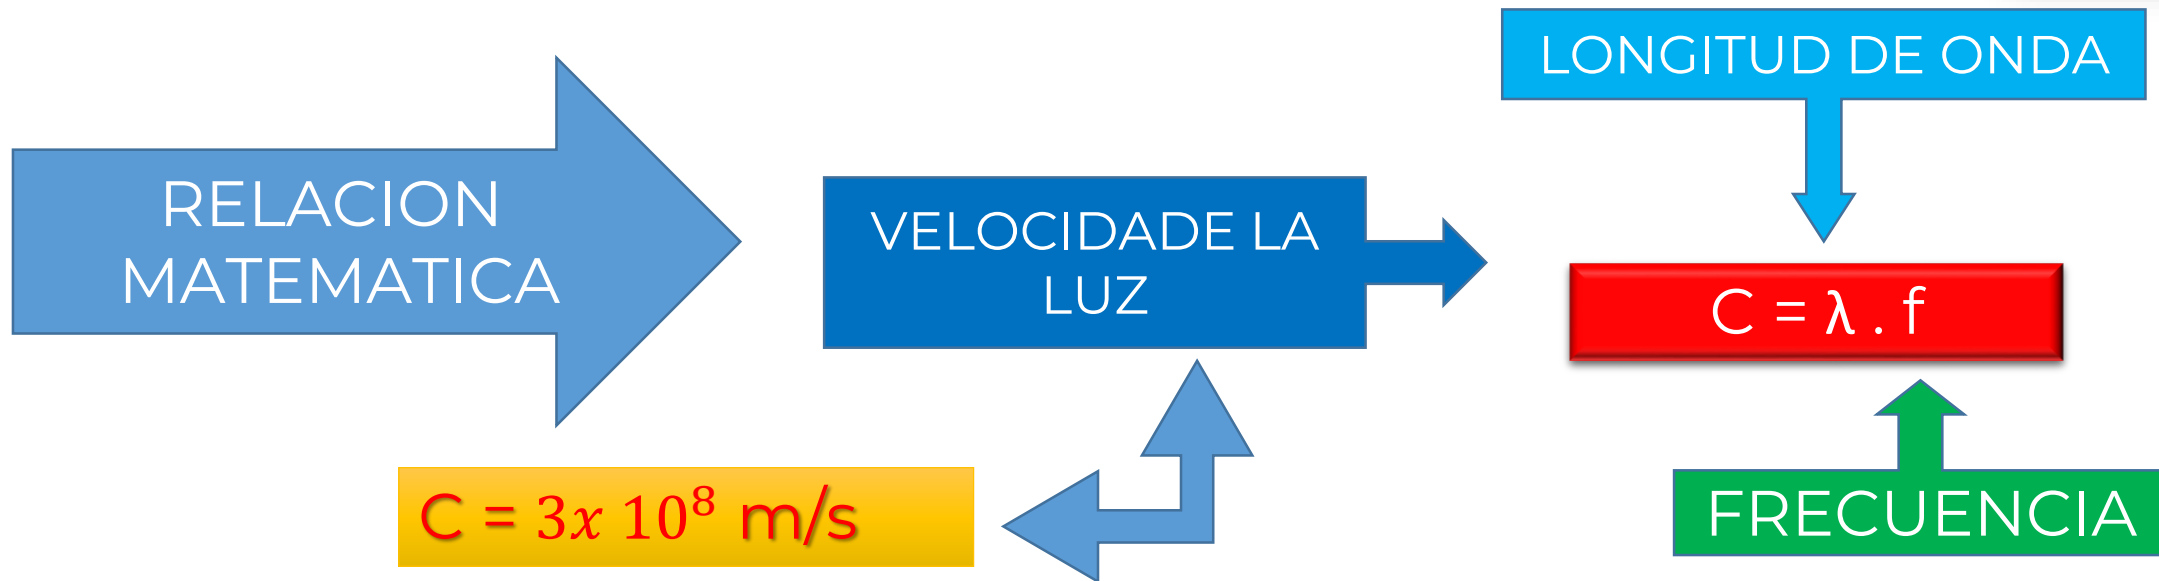 LONGITUD DE ONDA
RELACION
MATEMATICA
VELOCIDADE LA
LUZ
C = λ . f
C = 3x 10⁸ m/s
FRECUENCIA